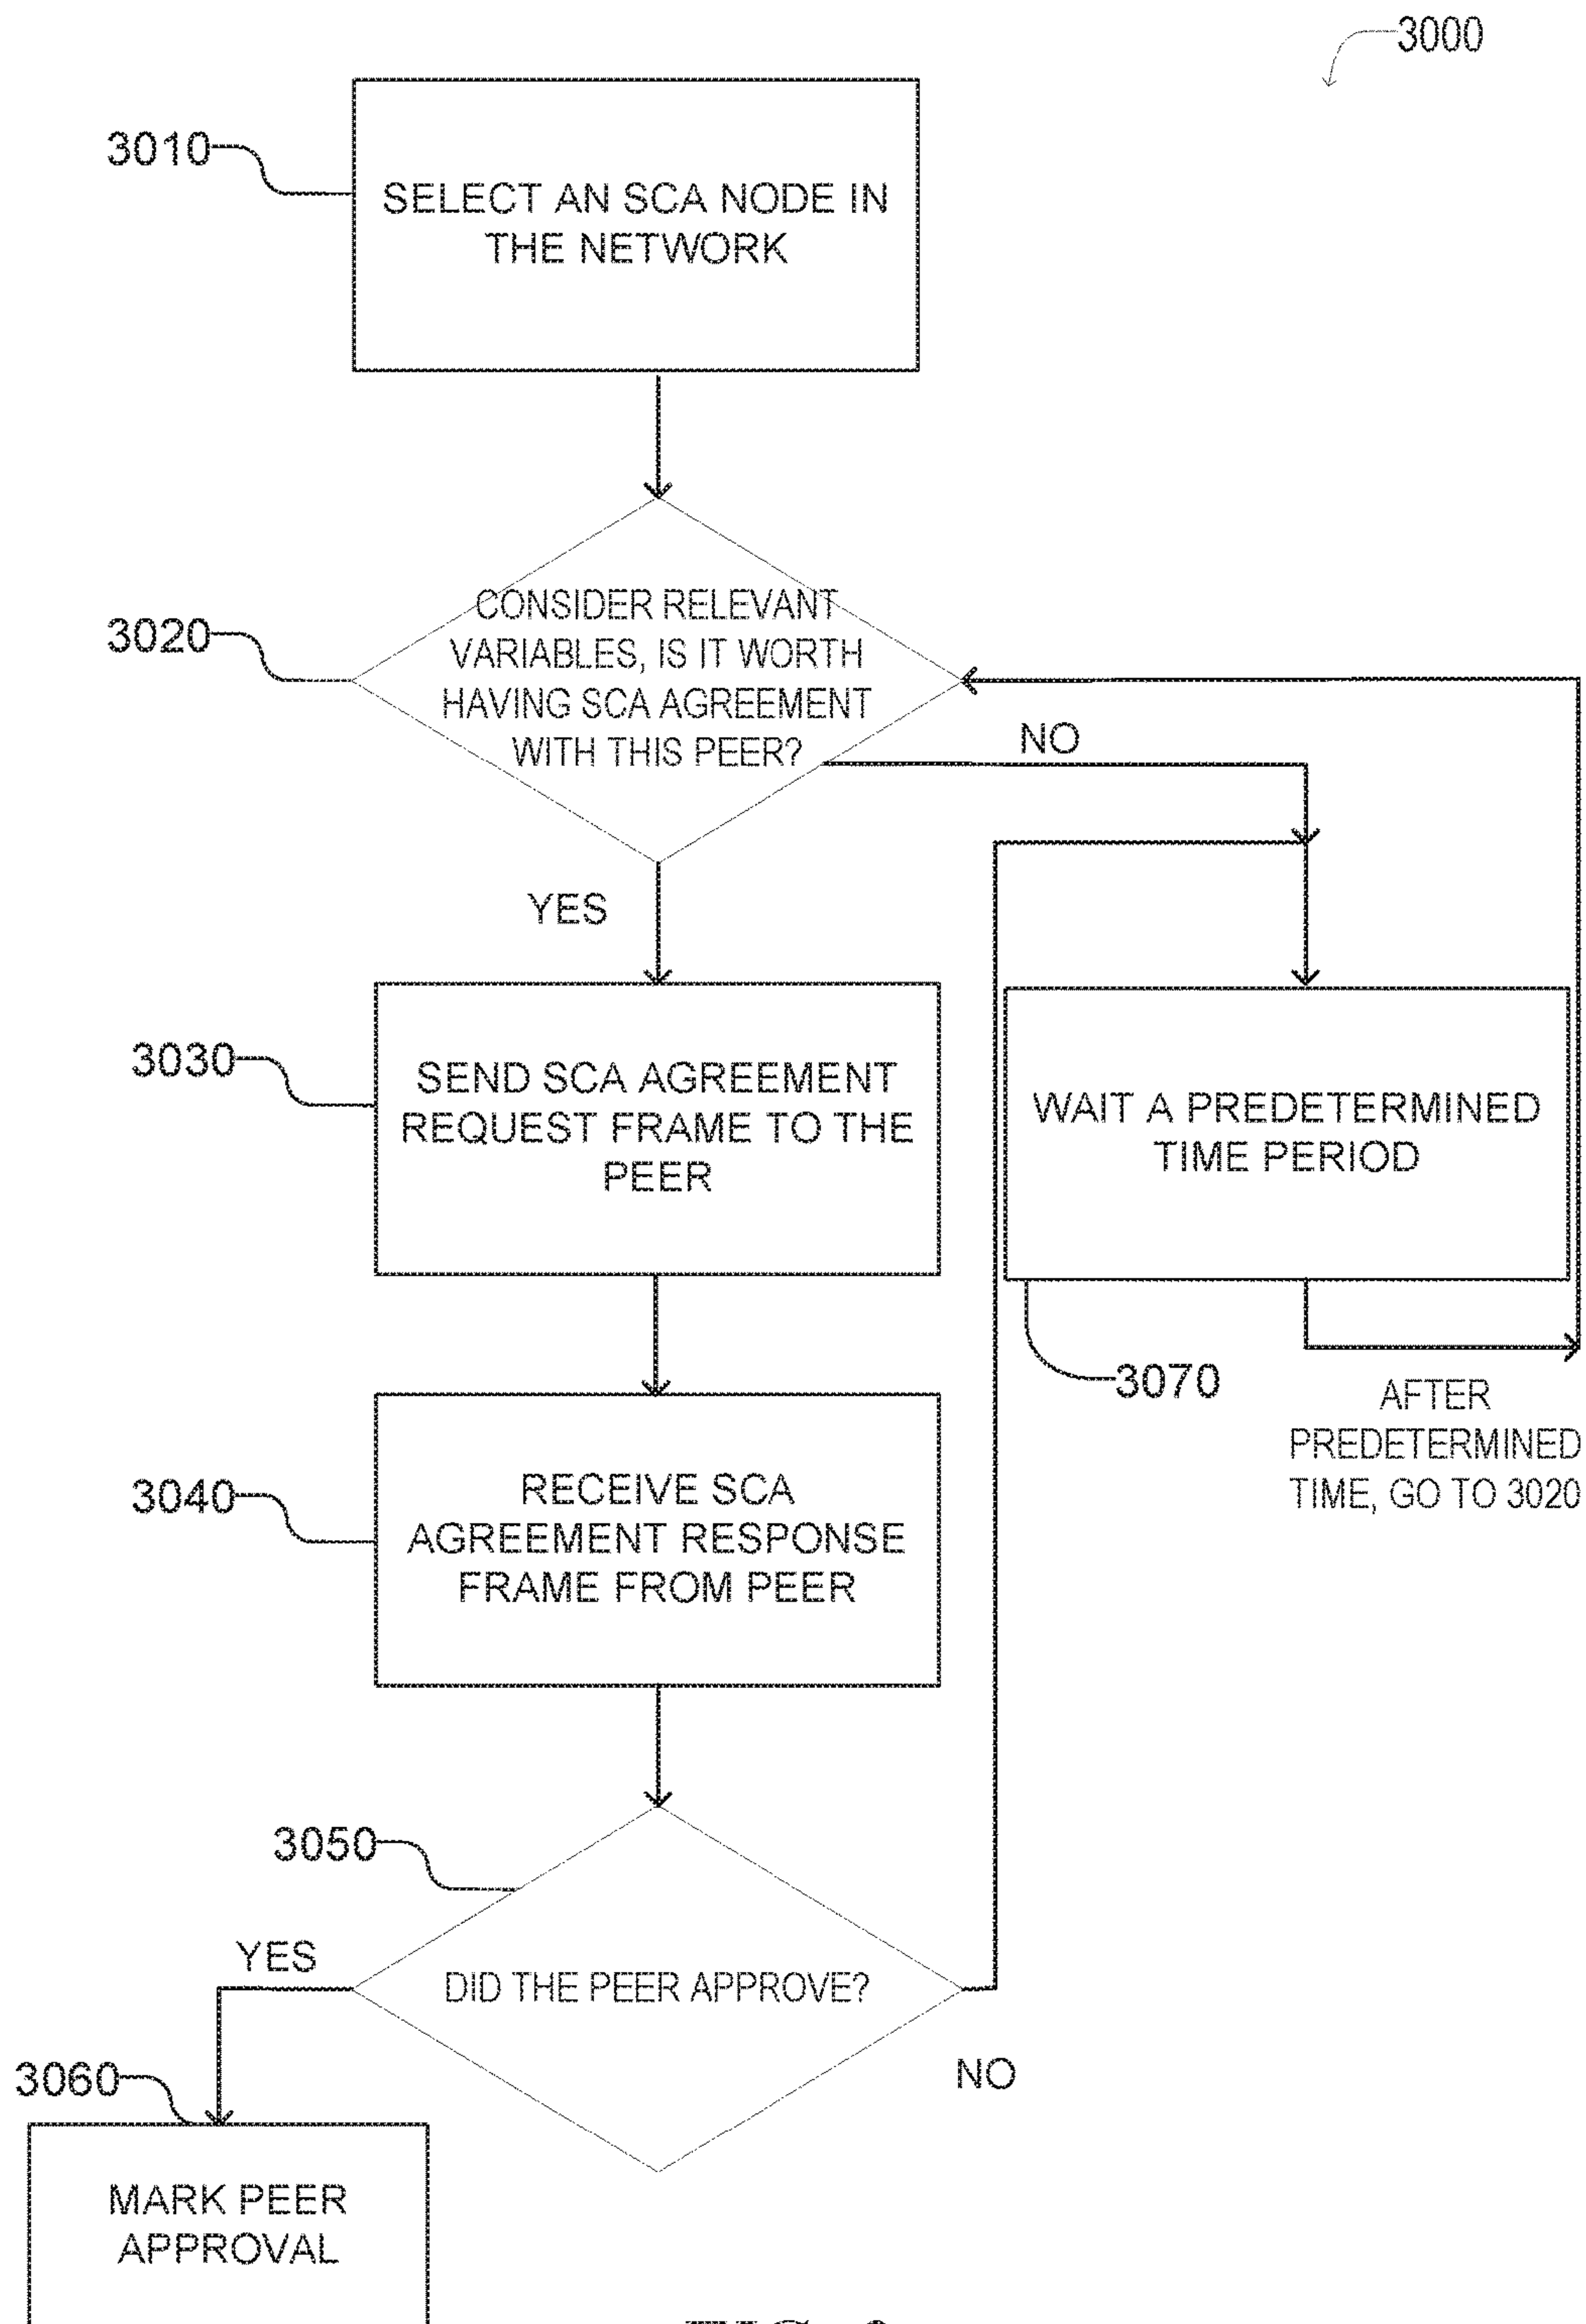 3000
3010
SELECT AN SCA NODE IN
THE NETWORK
3020
CONSIDER RELEVANT
VARIABLES, IS IT WORTH
HAVING SCA AGREEMENT
WITH THIS PEER?
NO
YES
3030
SEND SCA AGREEMENT
REQUEST FRAME TO THE
PEER
WAIT A PREDETERMINED
TIME PERIOD
3070
AFTER
PREDETERMINED
TIME, GO TO 3020
3040
RECEIVE SCA
AGREEMENT RESPONSE
FRAME FROM PEER
3050
YES
DID THE PEER APPROVE?
NO
3060
MARK PEER
APPROVAL